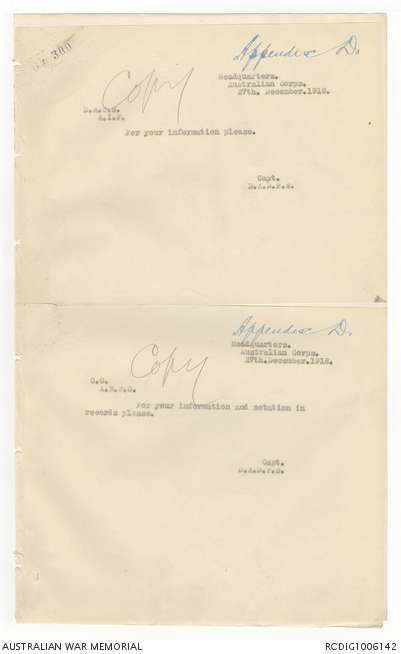 Appendix D.
Headquarters.
Australian Corps.
27th. December.1918.
Copy
A.I.F.
For your information please.
Capt.
D.A.D.P.S.
Appendix D.
Headquarters.
Australian Corps.
27th.December.1918.
Copy
O.C.
For your information and notation in
records please.
Capt.
D.A.D.P.S.
AUSTRALIAN WAR MEMORIAL
RCDIG1006142